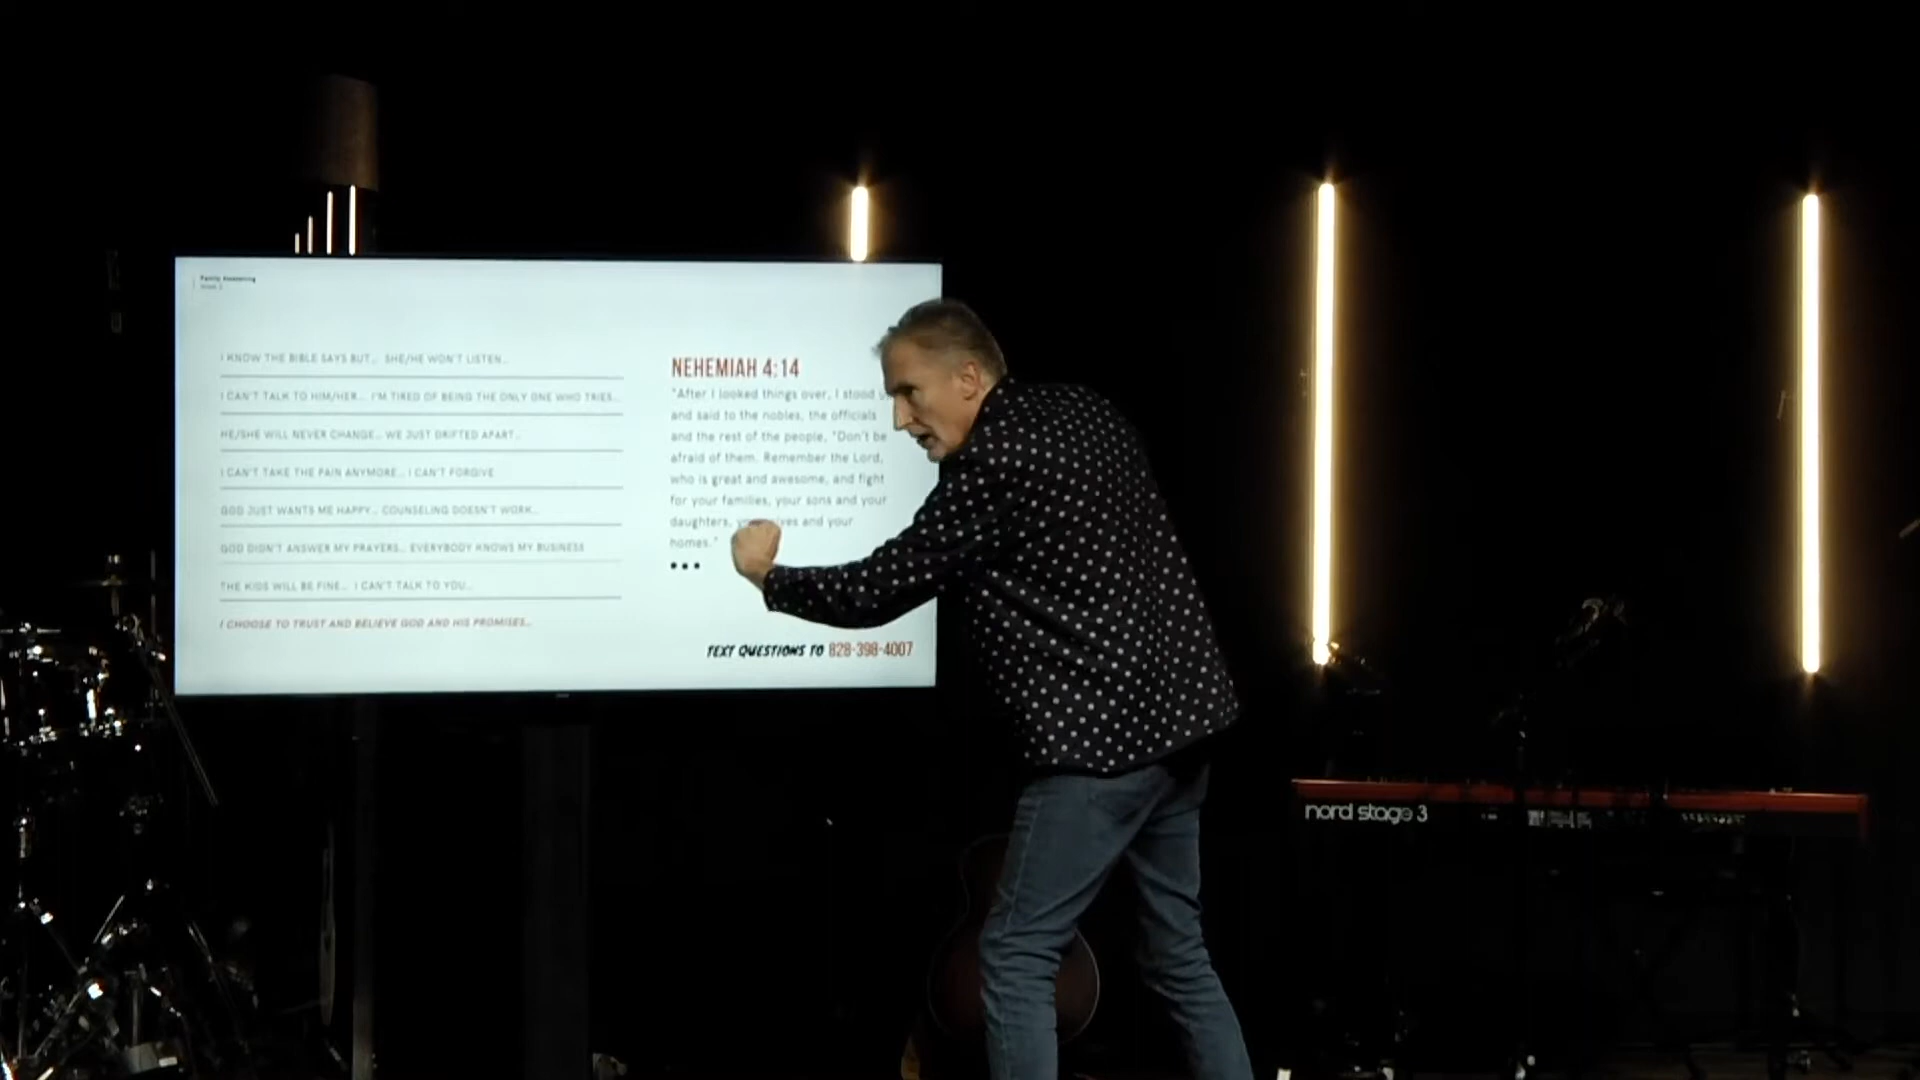 Family Awakening
I KNOW THE BIBLE SAYS BUT... SHE/HE WON'T LISTEN...
I CAN'T TALK TO HIM/HER... I'M TIRED OF BEING THE ONLY ONE WHO TRIES...
HE/SHE WILL NEVER CHANGE... WE JUST DRIFTED APART...
I CAN'T TAKE THE PAIN ANYMORE... I CAN'T FORGIVE
GOD JUST WANTS ME HAPPY... COUNSELING DOESN'T WORK...
GOD DIDN'T ANSWER MY PRAYERS... EVERYBODY KNOWS MY BUSINESS
THE KIDS WILL BE FINE... I CAN'T TALK TO YOU...
I CHOOSE TO TRUST AND BELIEVE GOD AND HIS PROMISES...
NEHEMIAH 4:14
"After I looked things over, I stood
and said to the nobles, the officials
and the rest of the people, "Don't be
afraid of them. Remember the Lord,
who is great and awesome, and fight
for your families, your sons and your
daughters, and your
homes."
•••
TEXT QUESTIONS TO 828-398-4007
nord stage 3